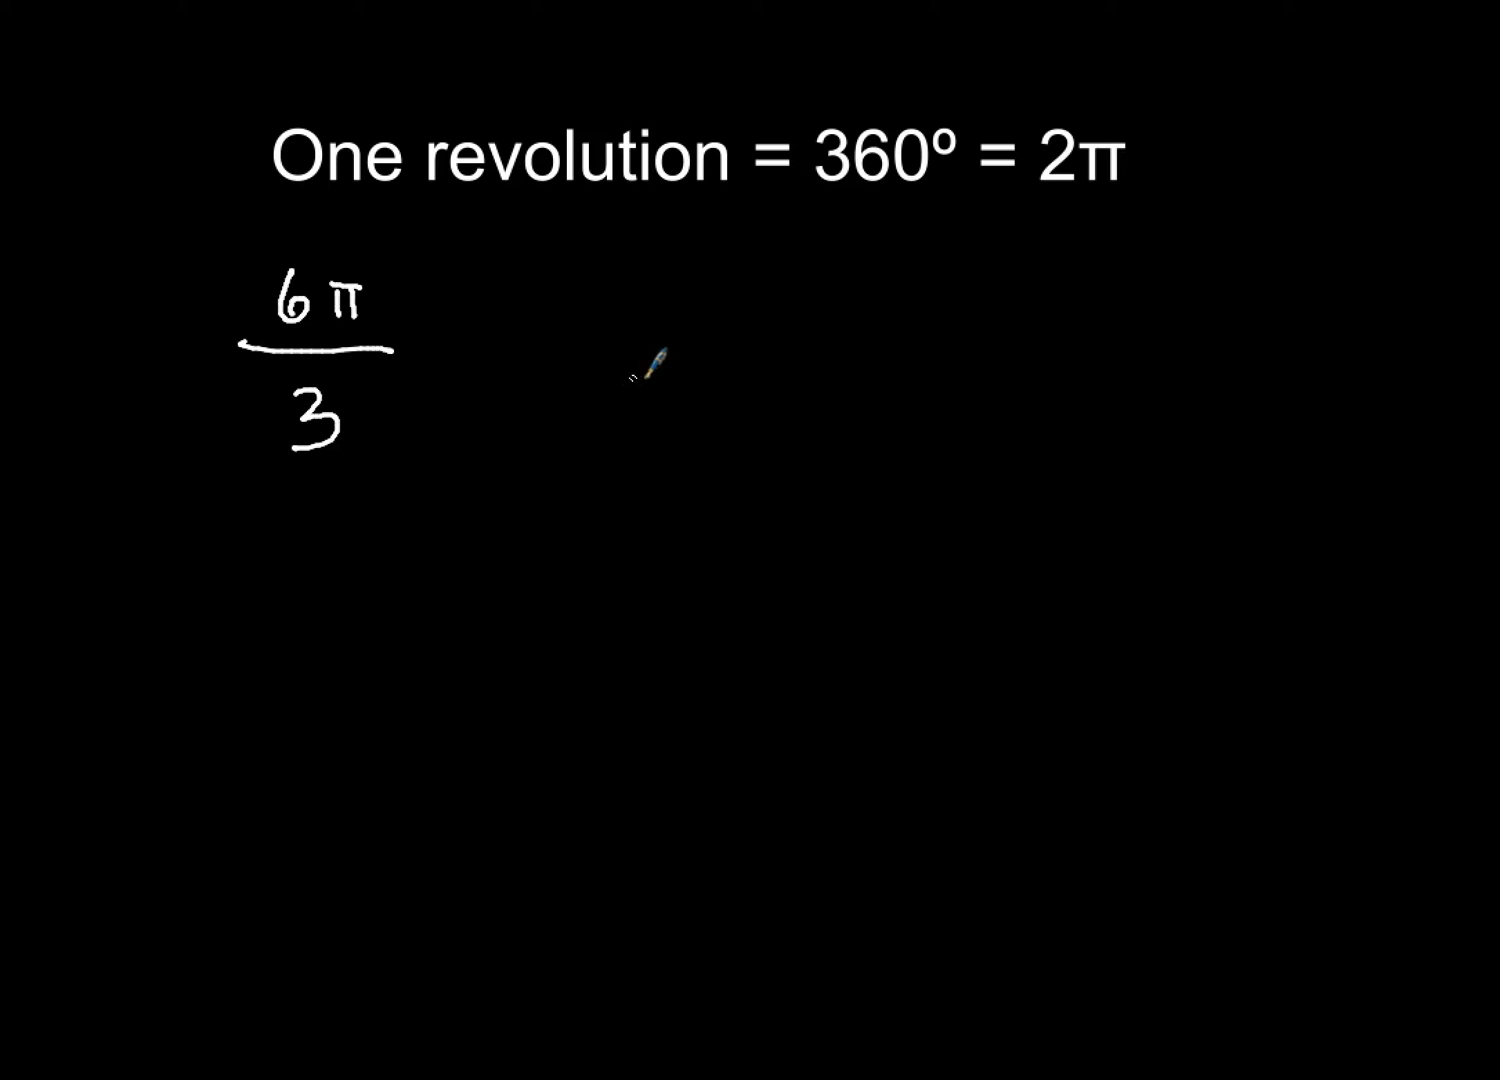 One revolution = 360º = 2π
6π
3